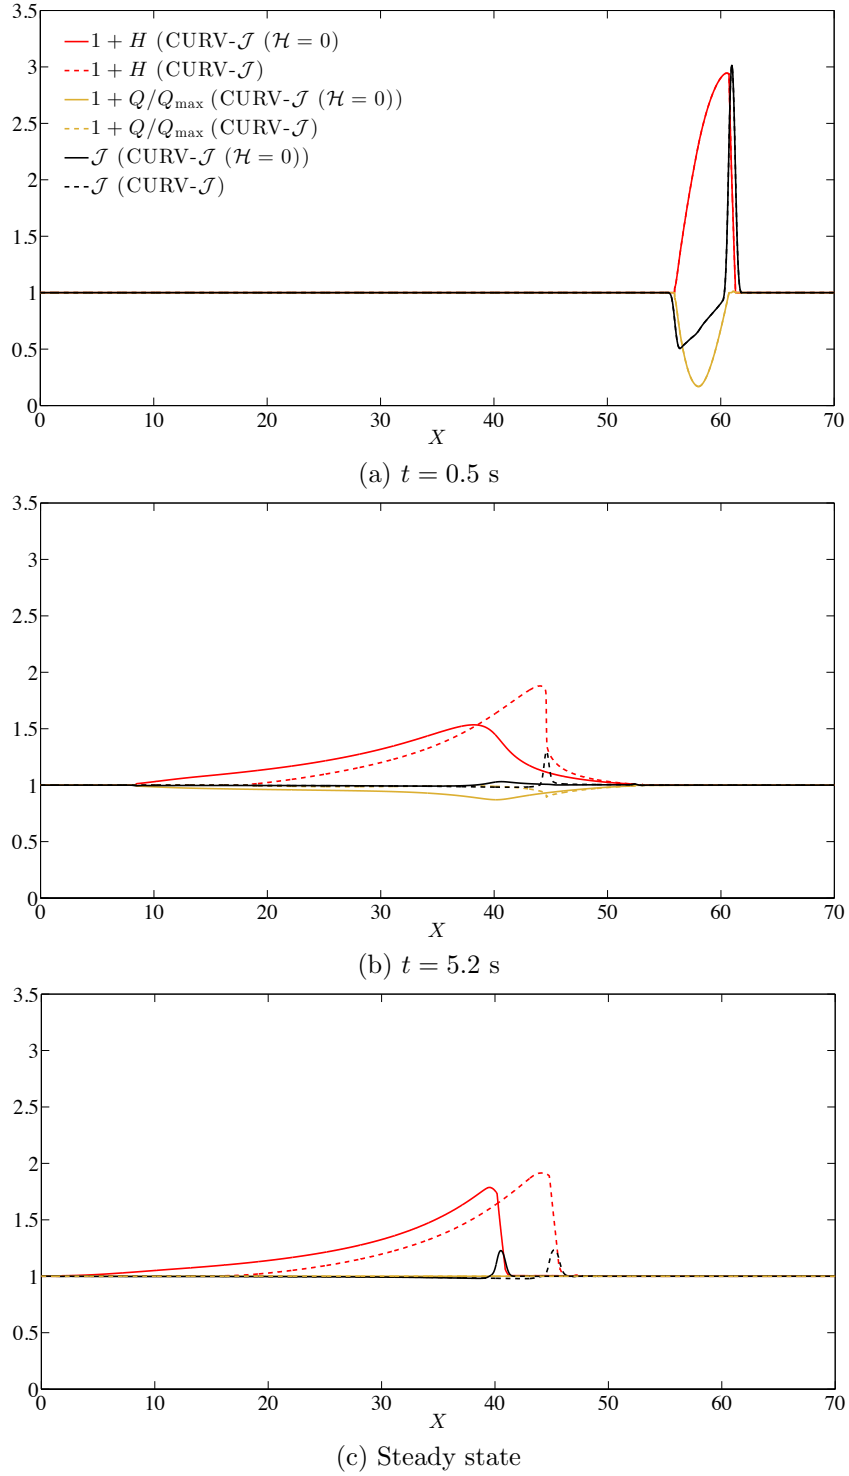 3.5
1 + H (CURV-𝒥 (ℋ = 0)
3
1 + H (CURV-𝒥)
1 + Q/Q_max (CURV-𝒥 (ℋ = 0))
2.5
1 + Q/Q_max (CURV-𝒥)
𝒥 (CURV-𝒥 (ℋ = 0))
2
𝒥 (CURV-𝒥)
1.5
1
0.5
0
0 10 20 30 40 50 60 70
X
(a) t = 0.5 s
3.5
3
2.5
2
1.5
1
0.5
0
0 10 20 30 40 50 60 70
X
(b) t = 5.2 s
3.5
3
2.5
2
1.5
1
0.5
0
0 10 20 30 40 50 60 70
X
(c) Steady state